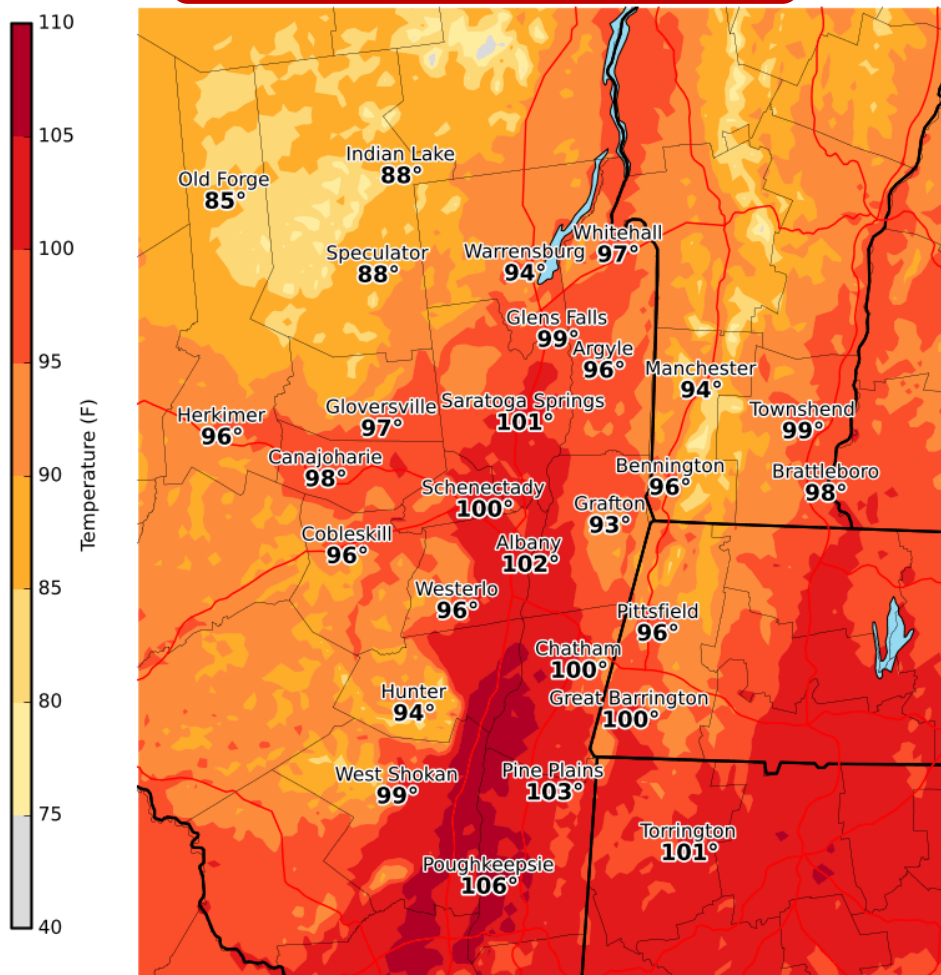 110
105
100
95
90
85
80
75
40
Temperature (F)
Indian Lake
88°
Old Forge
85°
Speculator
88°
Warrensburg
94°
Whitehall
97°
Glens Falls
99°
Argyle
96°
Manchester
94°
Saratoga Springs
101°
Gloversville
97°
Herkimer
96°
Townshend
99°
Canajoharie
98°
Bennington
96°
Brattleboro
98°
Schenectady
100°
Grafton
93°
Cobleskill
96°
Albany
102°
Westerlo
96°
Pittsfield
96°
Chatham
100°
Hunter
94°
Great Barrington
100°
West Shokan
99°
Pine Plains
103°
Torrington
101°
Poughkeepsie
106°